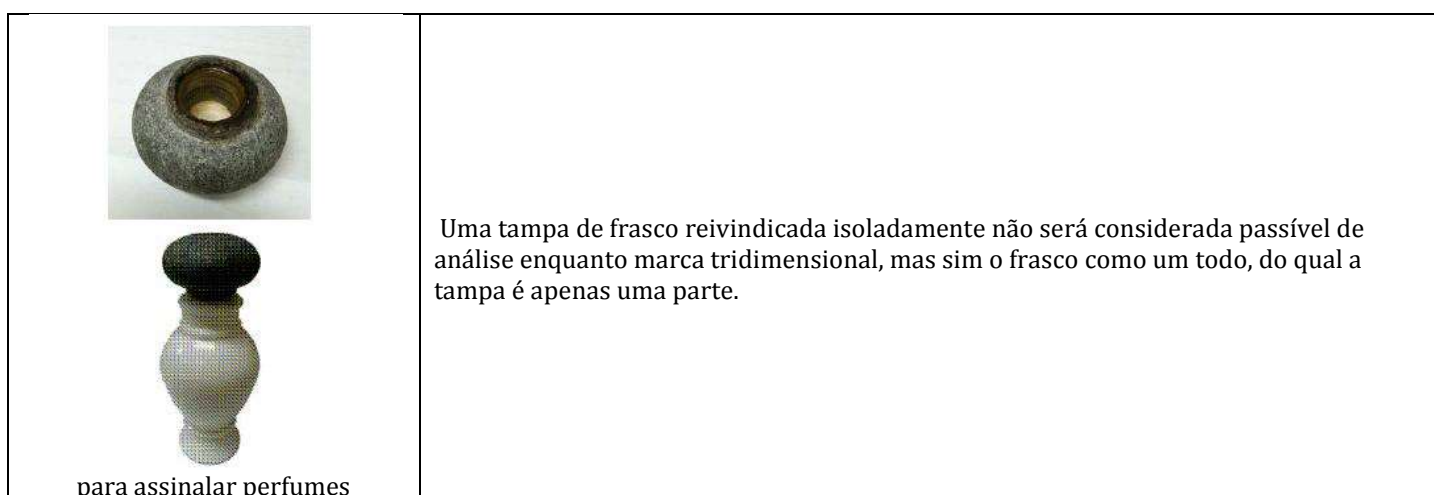 Uma tampa de frasco reivindicada isoladamente não será considerada passível de
análise enquanto marca tridimensional, mas sim o frasco como um todo, do qual a
tampa é apenas uma parte.
para assinalar perfumes